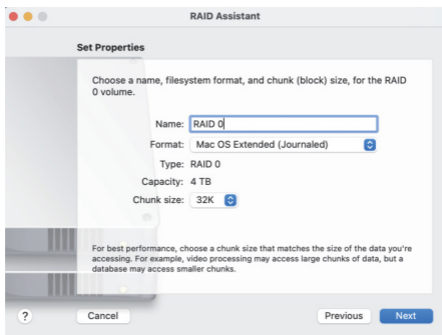 RAID Assistant
Set Properties
Choose a name, filesystem format, and chunk (block) size, for the RAID
0 volume.
Name: RAID 0
Format: Mac OS Extended (Journaled)
Type: RAID 0
Capacity: 4 TB
Chunk size: 32K
For best performance, choose a chunk size that matches the size of the data you're
accessing. For example, video processing may access large chunks of data, but a
database may access smaller chunks.
? Cancel Previous Next